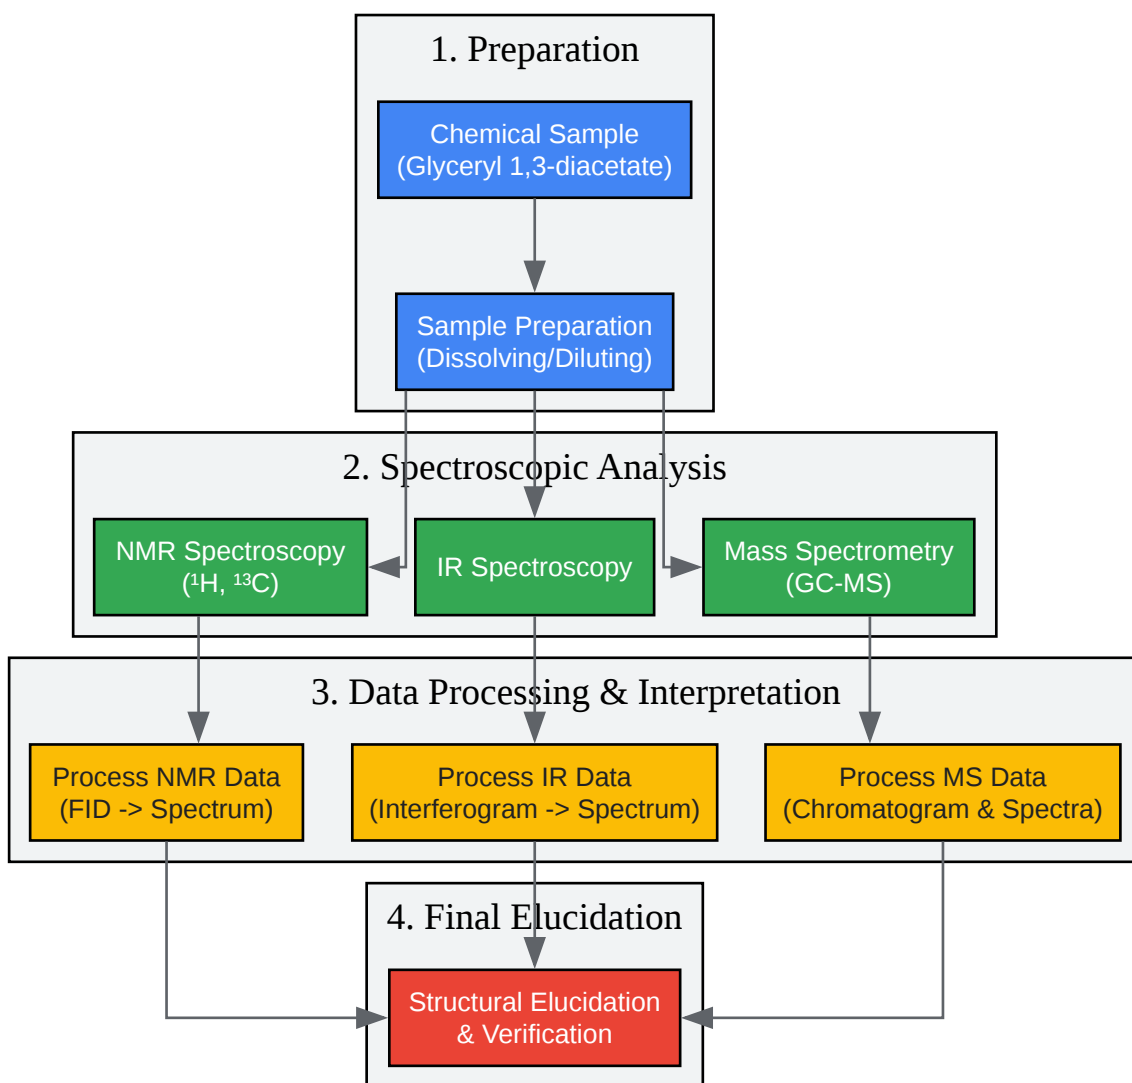 1. Preparation
Chemical Sample
(Glyceryl 1,3-diacetate)
Sample Preparation
(Dissolving/Diluting)
2. Spectroscopic Analysis
NMR Spectroscopy
(¹H, ¹³C)
IR Spectroscopy
Mass Spectrometry
(GC-MS)
3. Data Processing & Interpretation
Process NMR Data
(FID -> Spectrum)
Process IR Data
(Interferogram -> Spectrum)
Process MS Data
(Chromatogram & Spectra)
4. Final Elucidation
Structural Elucidation
& Verification